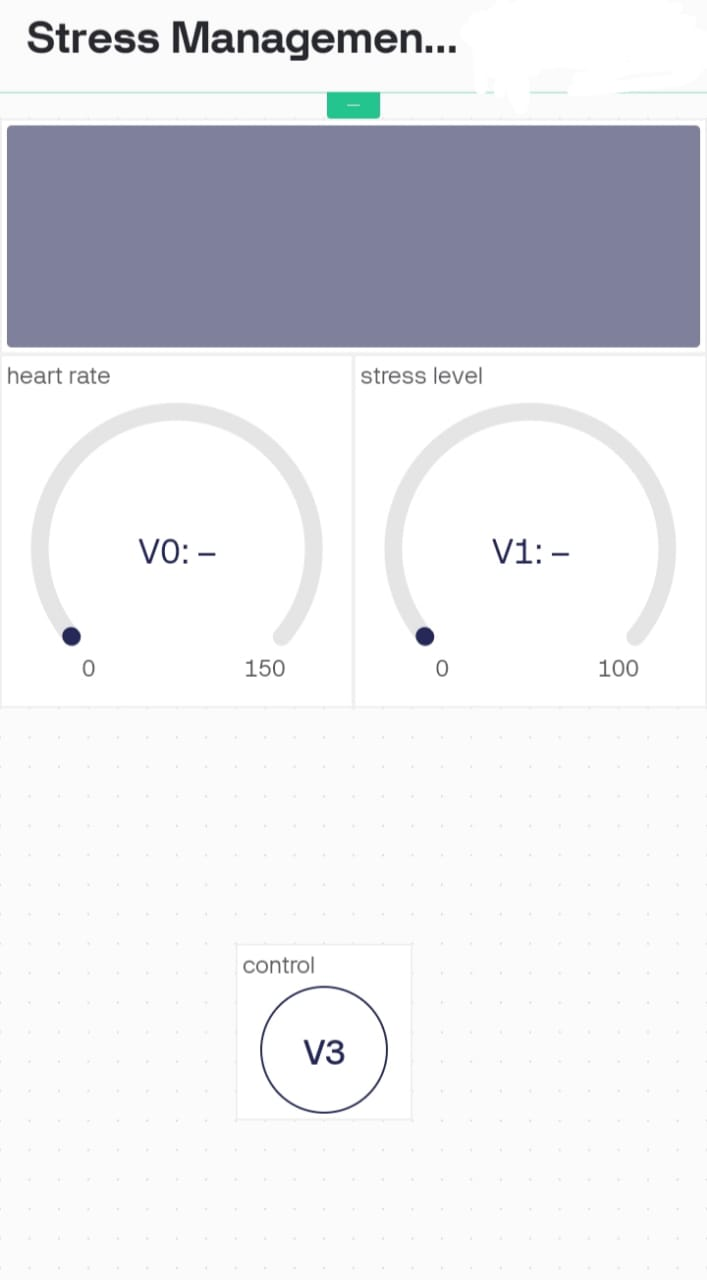 Stress Managemen...
heart rate
stress level
V0: –
V1: –
0
150
0
100
control
V3